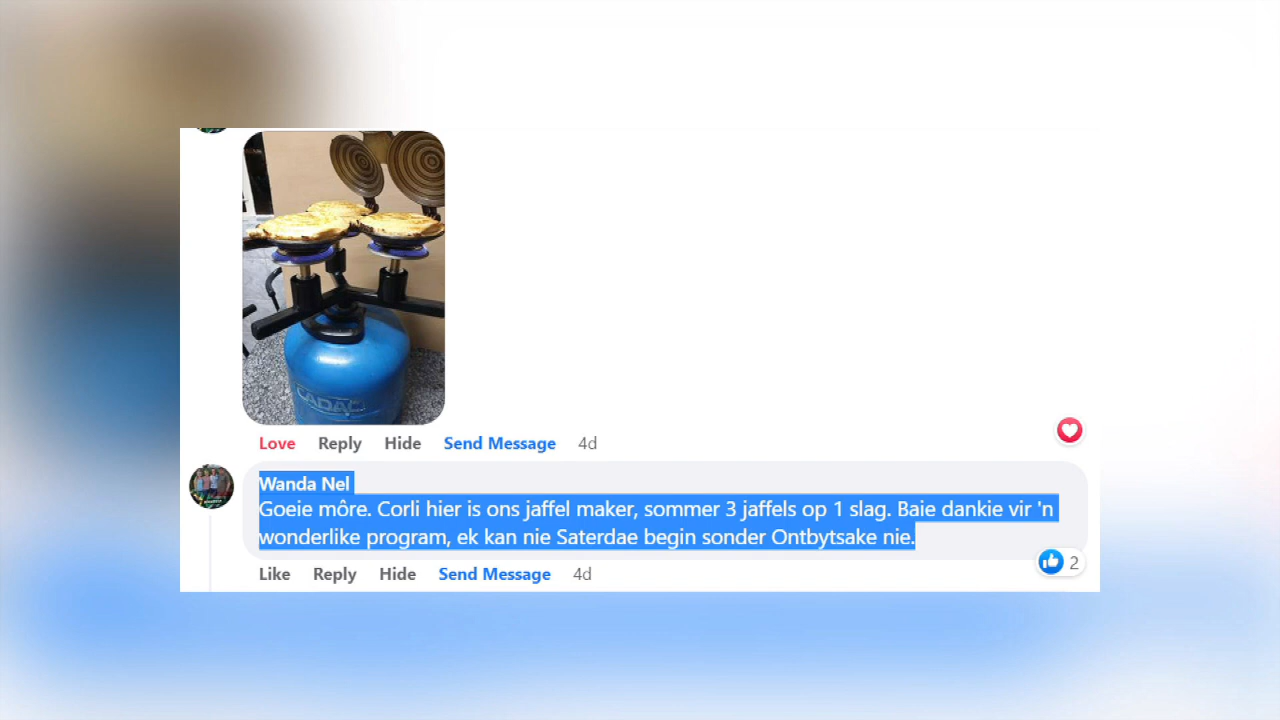 CADAC
Love Reply Hide Send Message 4d
Wanda Nel
Goeie môre. Corli hier is ons jaffel maker, sommer 3 jaffels op 1 slag. Baie dankie vir 'n
wonderlike program, ek kan nie Saterdae begin sonder Ontbytsake nie.
2
Like Reply Hide Send Message 4d